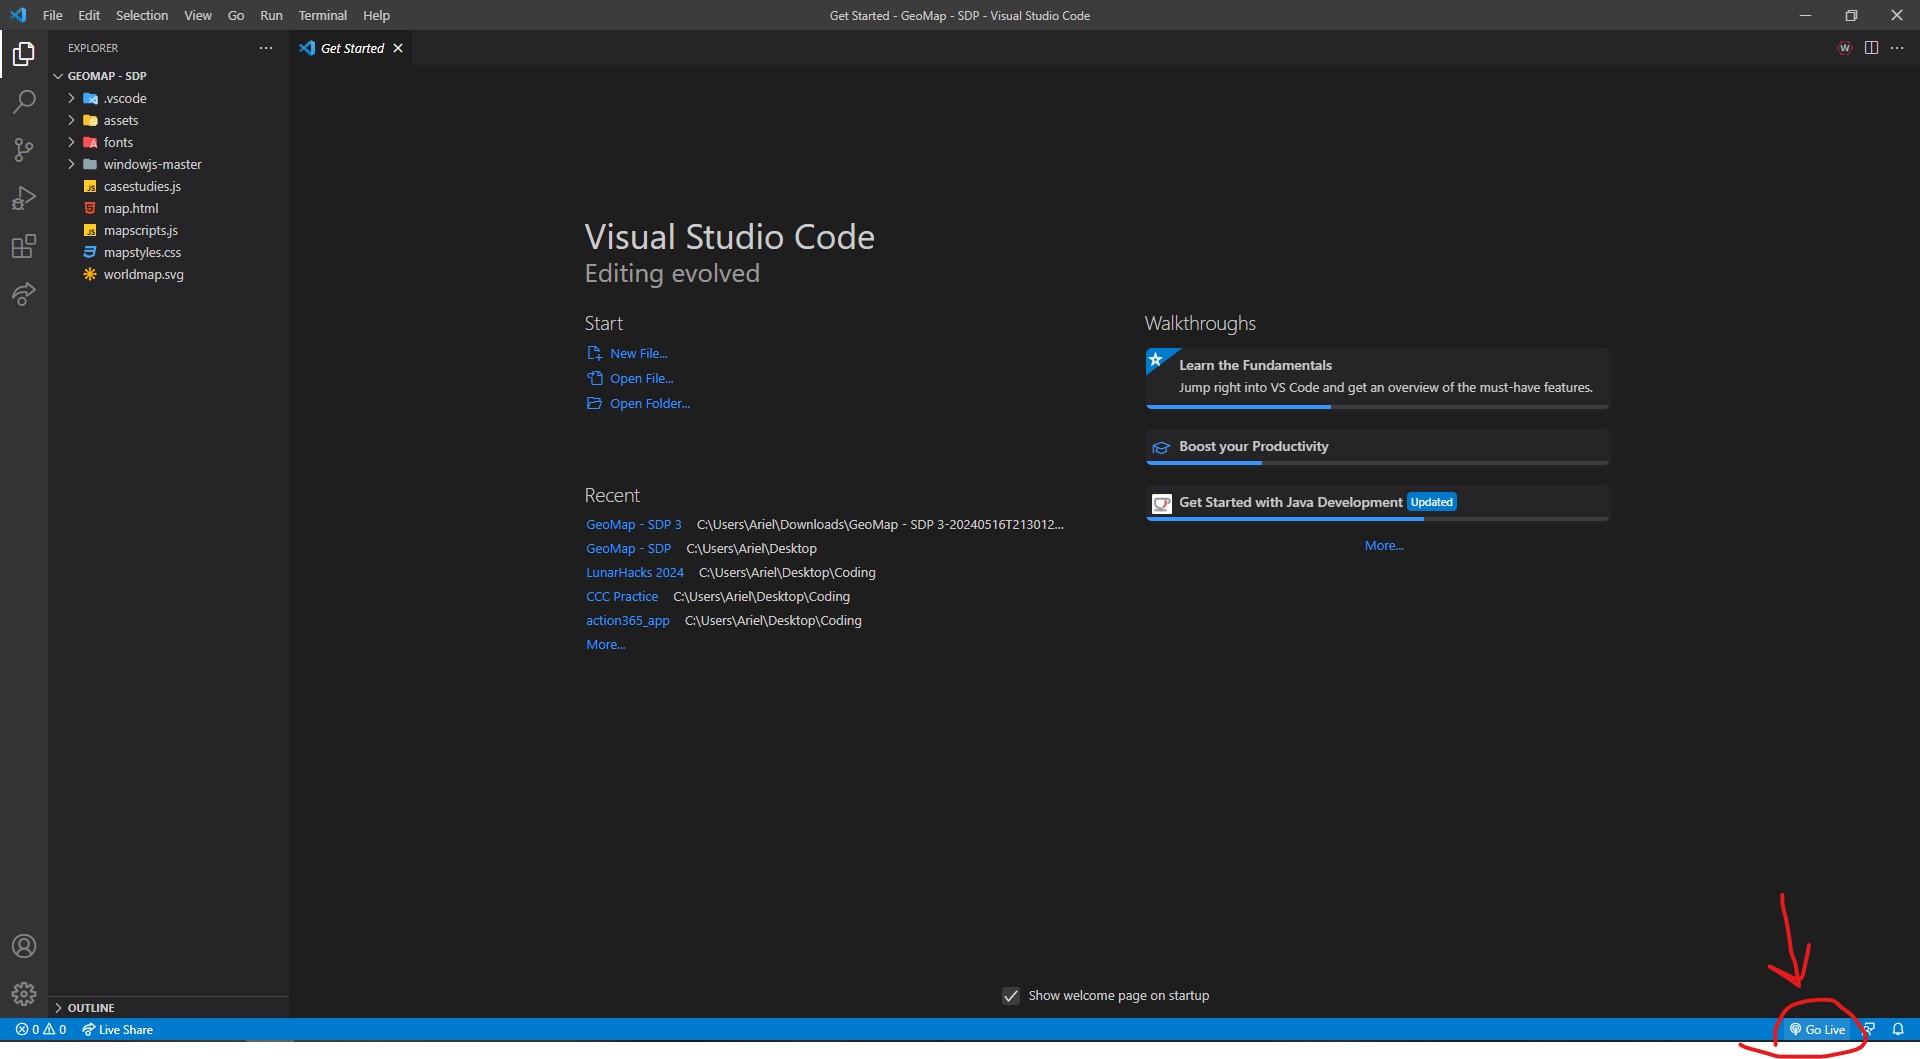 File Edit Selection View Go Run Terminal Help
Get Started - GeoMap - SDP - Visual Studio Code
EXPLORER
Get Started
W
GEOMAP - SDP
.vscode
assets
fonts
windowjs-master
JS casestudies.js
map.html
JS mapscripts.js
mapstyles.css
worldmap.svg
Visual Studio Code
Editing evolved
Start
New File...
Open File...
Open Folder...
Recent
GeoMap - SDP 3 C:\Users\Ariel\Downloads\GeoMap - SDP 3-20240516T213012...
GeoMap - SDP C:\Users\Ariel\Desktop
LunarHacks 2024 C:\Users\Ariel\Desktop\Coding
CCC Practice C:\Users\Ariel\Desktop\Coding
action365_app C:\Users\Ariel\Desktop\Coding
More...
Walkthroughs
Learn the Fundamentals
Jump right into VS Code and get an overview of the must-have features.
Boost your Productivity
Get Started with Java Development Updated
More...
Show welcome page on startup
OUTLINE
0 0 Live Share
Go Live